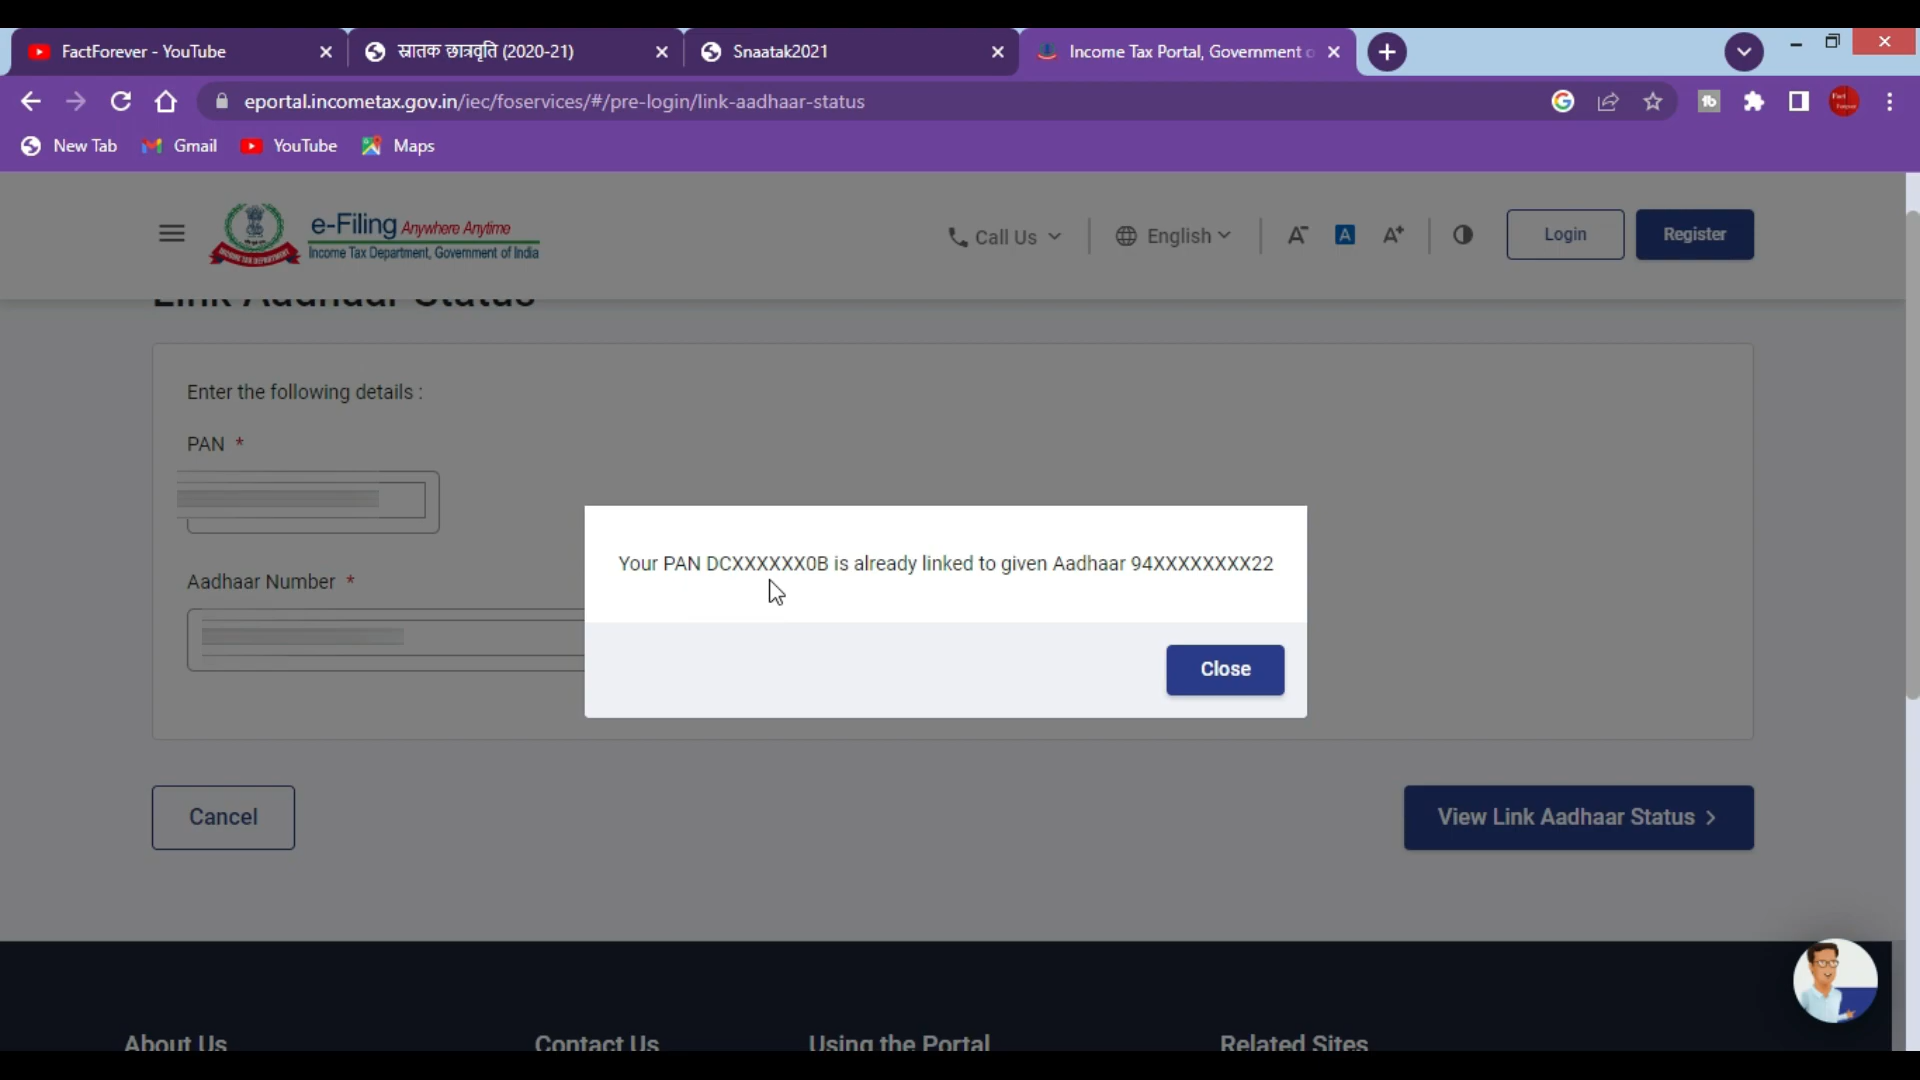 FactForever - YouTube
स्नातक छात्रवृति (2020-21)
Snaatak2021
Income Tax Portal, Government o
eportal.incometax.gov.in/iec/foservices/#/pre-login/link-aadhaar-status
New Tab
Gmail
YouTube
Maps
e-Filing Anywhere Anytime
Income Tax Department, Government of India
Call Us
English
A-
A
A+
Login
Register
Link Aadhaar Status
Enter the following details :
PAN *
Your PAN DCXXXXXX0B is already linked to given Aadhaar 94XXXXXXXX22
Aadhaar Number *
Close
Cancel
View Link Aadhaar Status >
About Us
Contact Us
Using the Portal
Related Sites